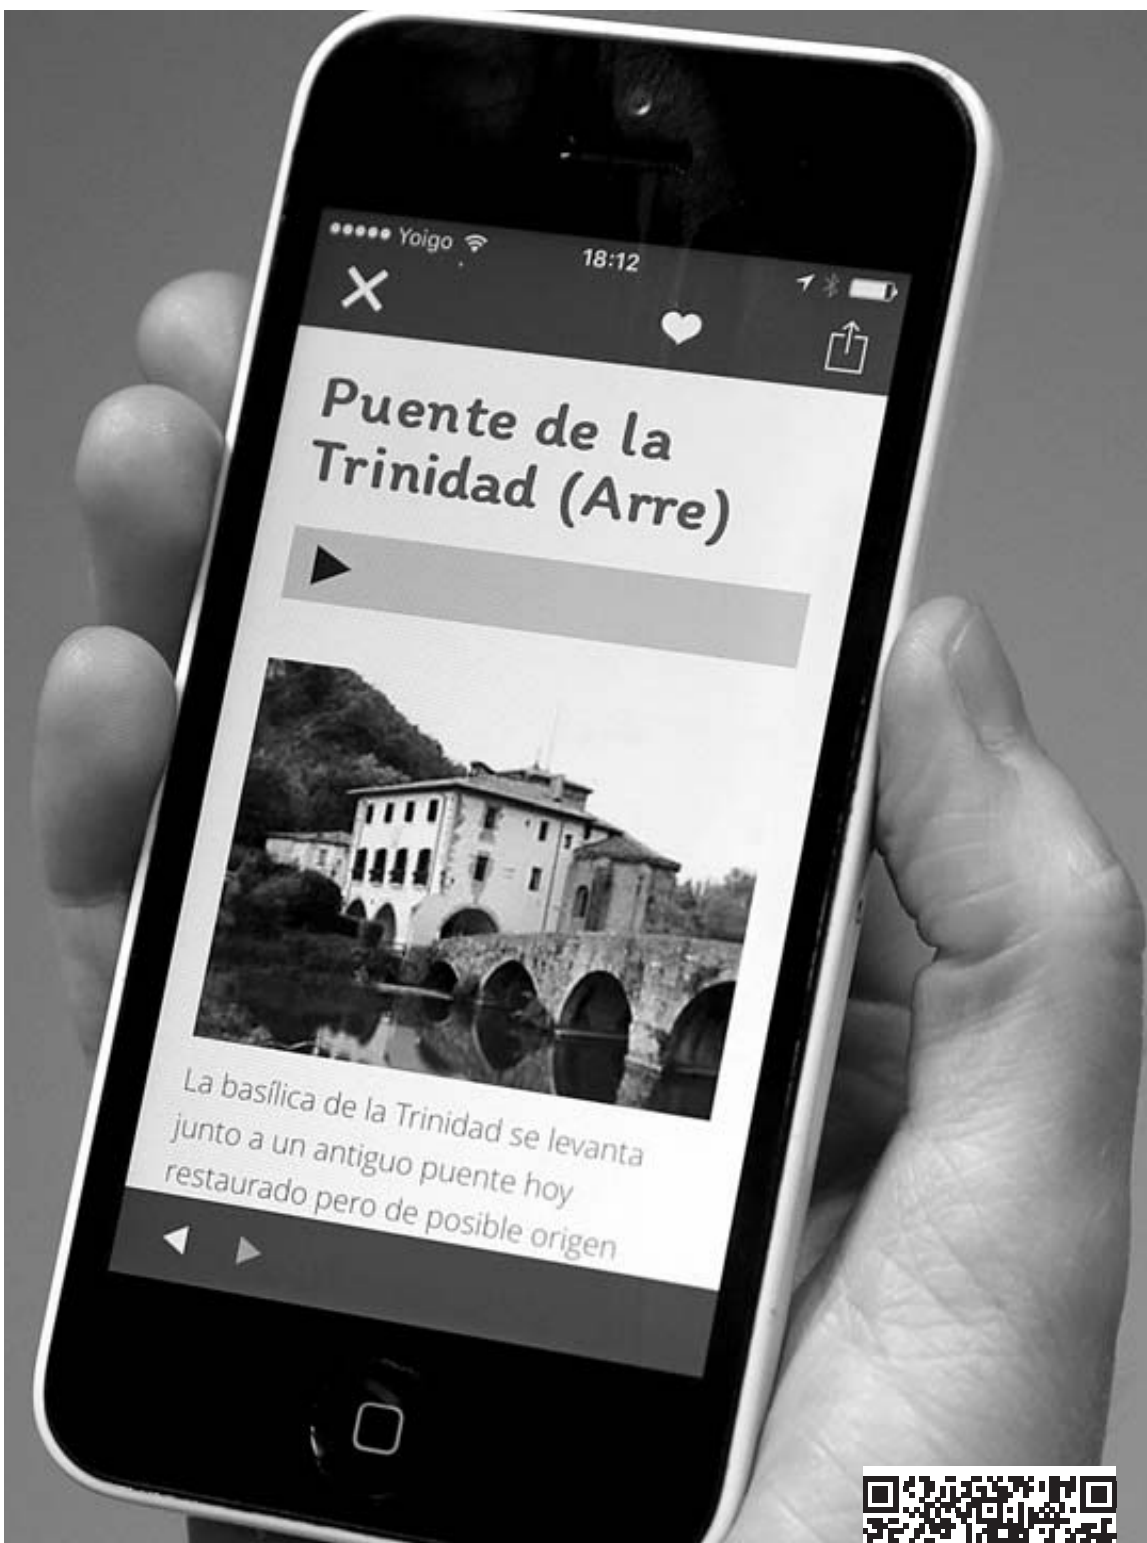 Yoigo
18:12
Puente de la
Trinidad (Arre)
La basílica de la Trinidad se levanta
junto a un antiguo puente hoy
restaurado pero de posible origen